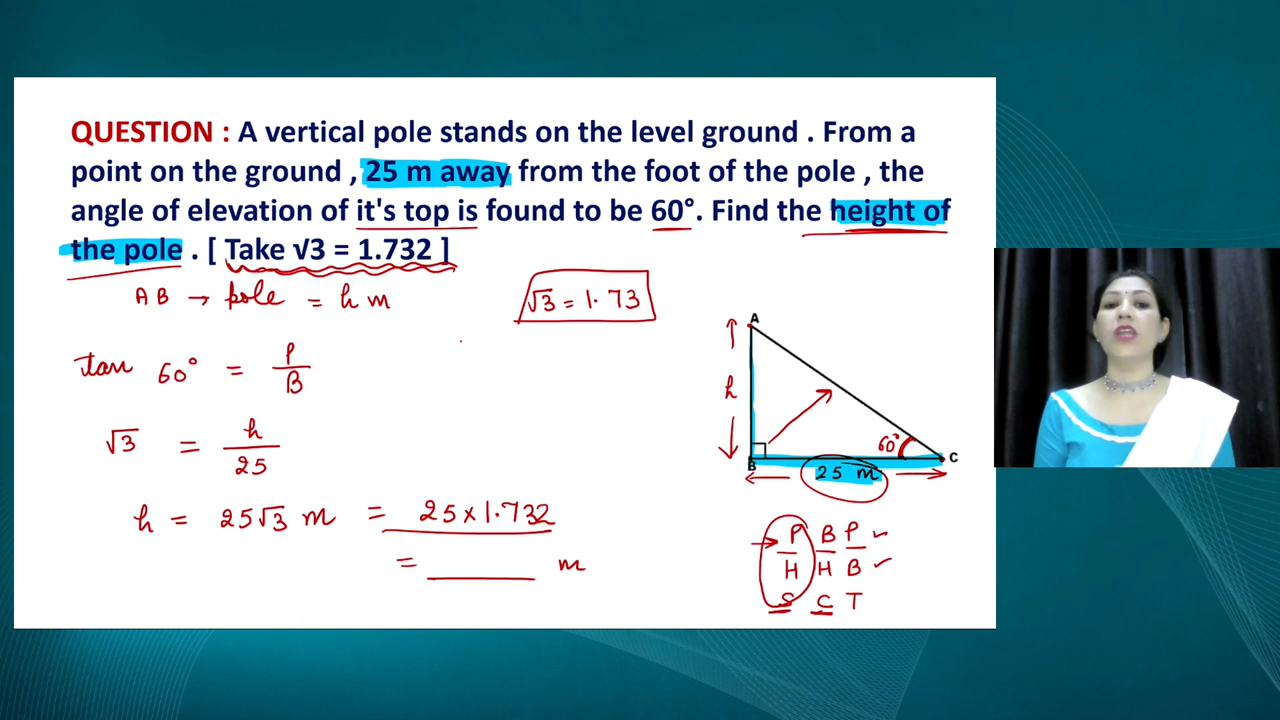 QUESTION : A vertical pole stands on the level ground . From a
point on the ground , 25 m away from the foot of the pole , the
angle of elevation of it's top is found to be 60°. Find the height of
the pole . [ Take √3 = 1.732 ]
AB → pole = h m
√3 = 1.73
tan 60° = P/B
√3 = h/25
h = 25√3 m = 25 × 1.732
= ______ m
A
h
60°
B
C
25 m
P B P
H H B
S C T